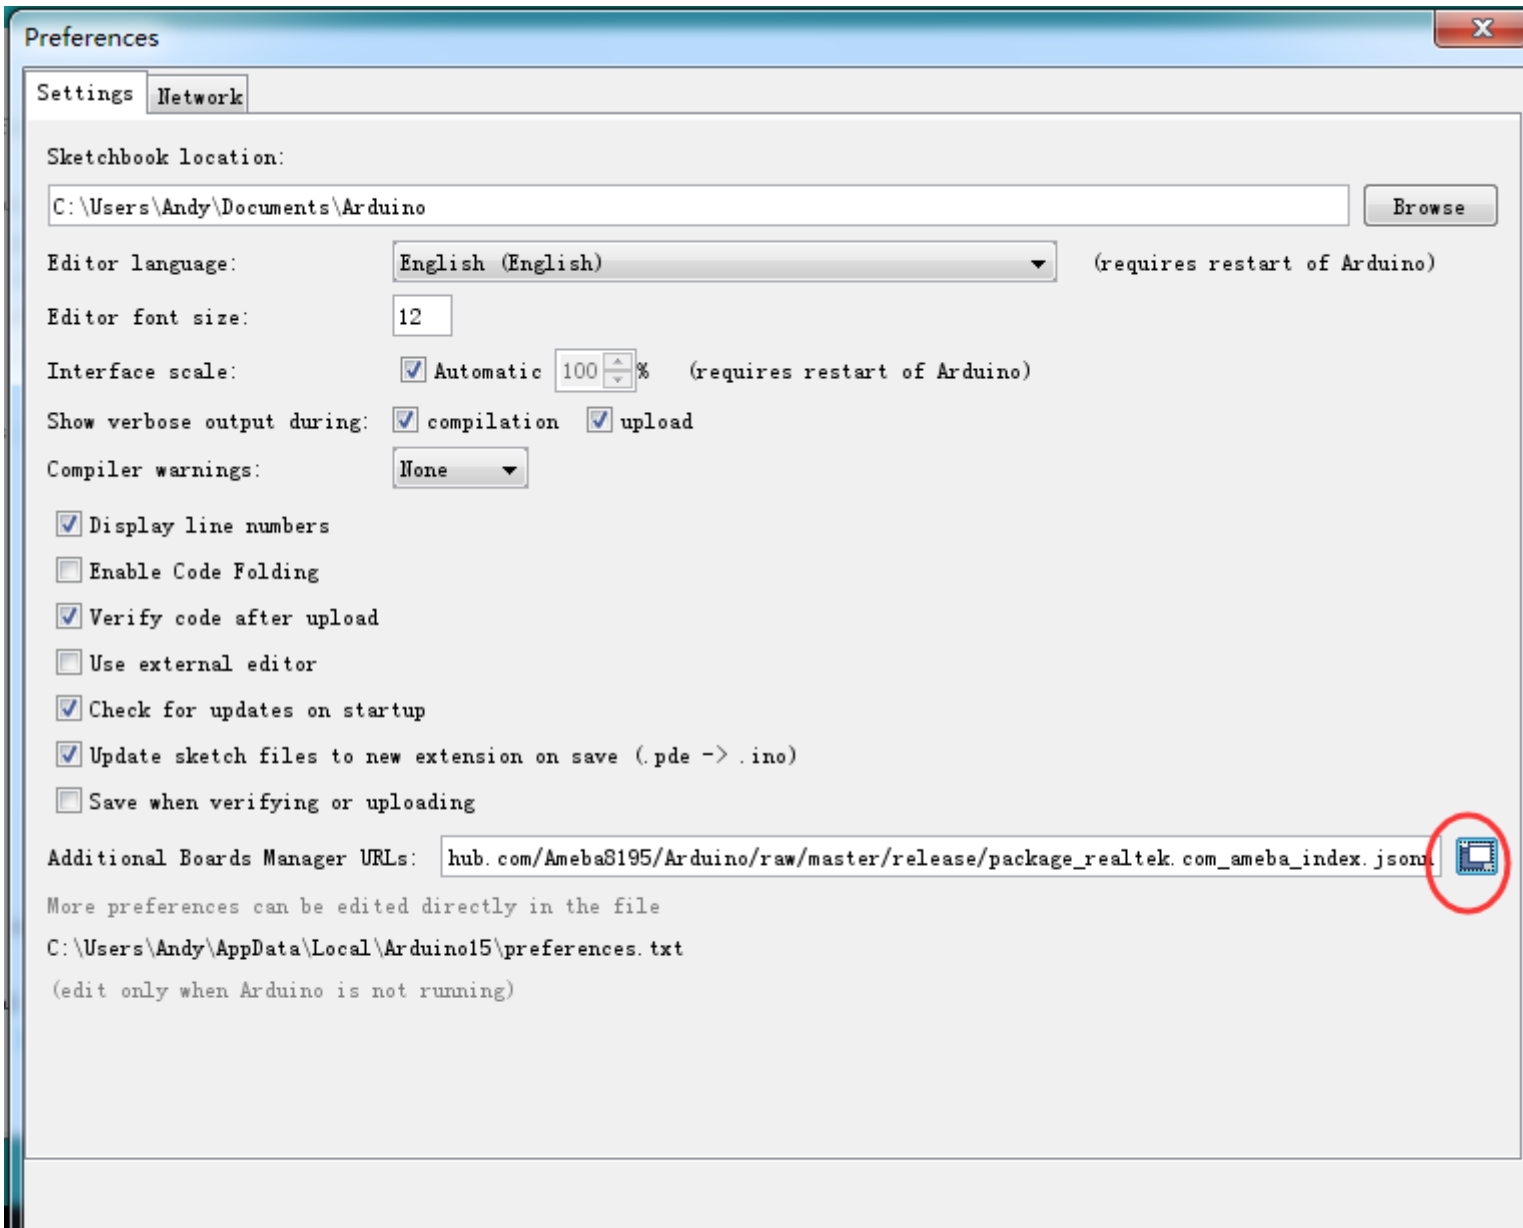 Preferences
Settings Network
Sketchbook location:
C:\Users\Andy\Documents\Arduino Browse
Editor language: English (English) (requires restart of Arduino)
Editor font size: 12
Interface scale: Automatic 100 % (requires restart of Arduino)
Show verbose output during: compilation upload
Compiler warnings: None
Display line numbers
Enable Code Folding
Verify code after upload
Use external editor
Check for updates on startup
Update sketch files to new extension on save (.pde -> .ino)
Save when verifying or uploading
Additional Boards Manager URLs: hub.com/Ameba8195/Arduino/raw/master/release/package_realtek.com_ameba_index.jsonn
More preferences can be edited directly in the file
C:\Users\Andy\AppData\Local\Arduino15\preferences.txt
(edit only when Arduino is not running)